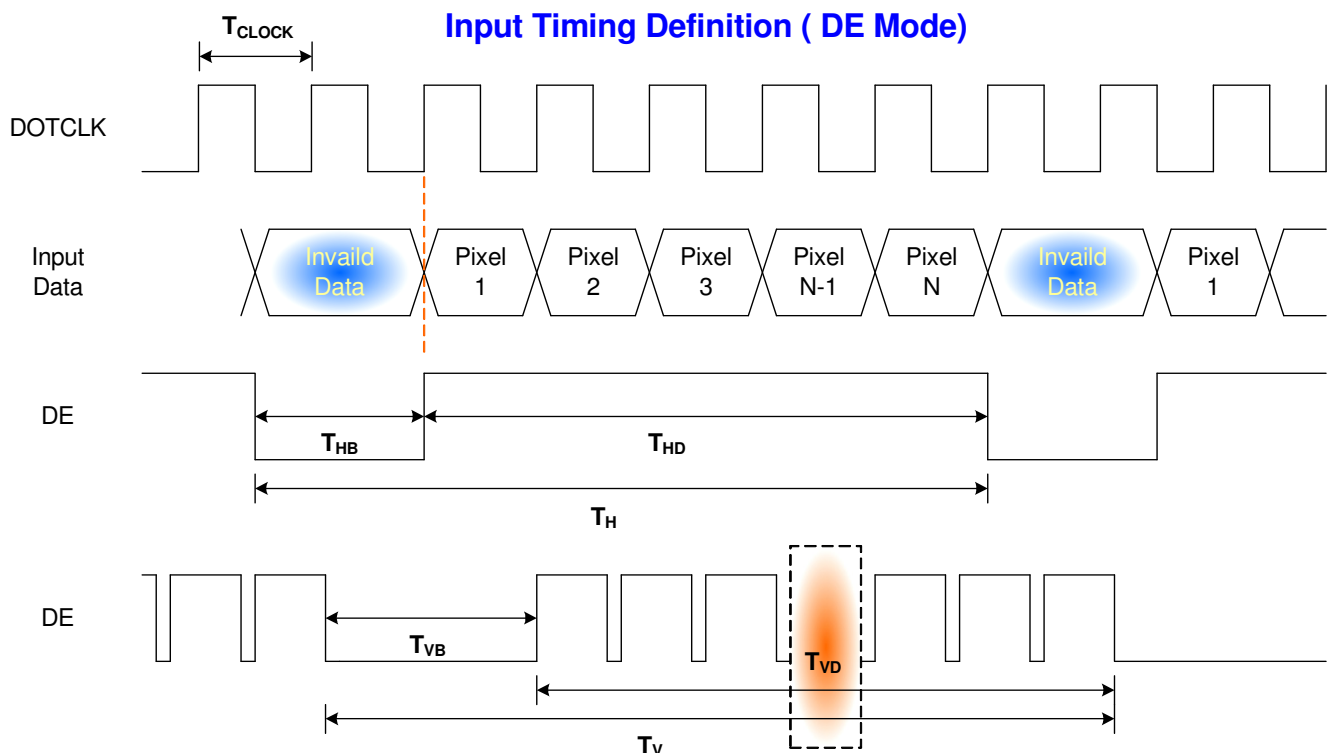 Input Timing Definition ( DE Mode)
TCLOCK
DOTCLK
Input
Data
Invaild
Data
Pixel
1
Pixel
2
Pixel
3
Pixel
N-1
Pixel
N
Invaild
Data
Pixel
1
DE
THB
THD
TH
DE
TVB
TVD
TV